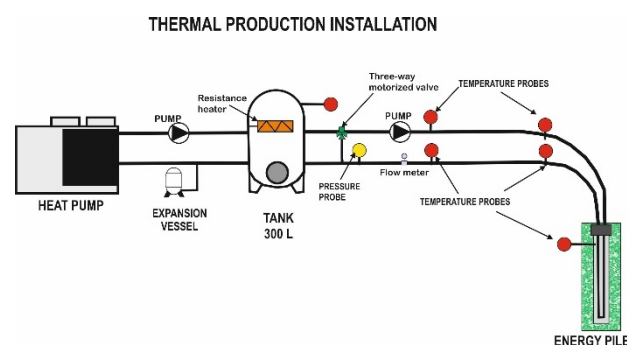 THERMAL PRODUCTION INSTALLATION
Three-way
motorized valve
TEMPERATURE PROBES
Resistance
heater
PUMP
PUMP
PRESSURE
PROBE
Flow meter
TEMPERATURE PROBES
HEAT PUMP
EXPANSION
VESSEL
TANK
300 L
ENERGY PILE